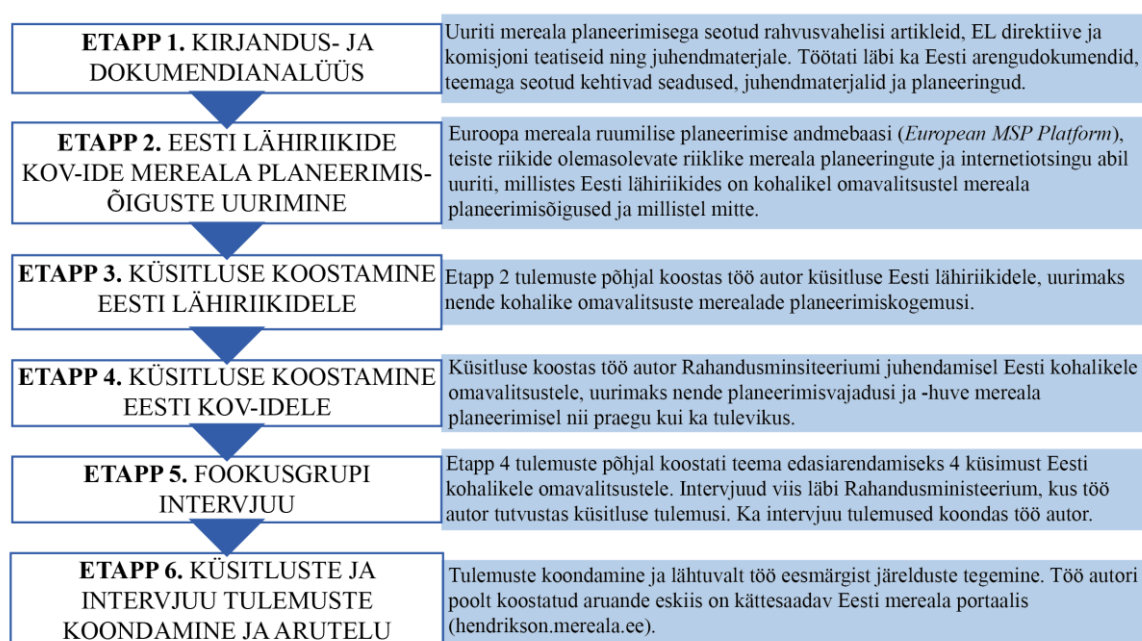 ETAPP 1. KIRJANDUS- JA
DOKUMENDIANALÜÜS
Uuriti mereala planeerimisega seotud rahvusvahelisi artikleid, EL direktiive ja
komisjoni teatiseid ning juhendmaterjale. Töötati läbi ka Eesti arengudokumendid,
teemaga seotud kehtivad seadused, juhendmaterjalid ja planeeringud.
ETAPP 2. EESTI LÄHIRIIKIDE
KOV-IDE MEREALA PLANEERIMIS-
ÕIGUSTE UURIMINE
Euroopa mereala ruumilise planeerimise andmebaasi (European MSP Platform),
teiste riikide olemasolevate riiklike mereala planeeringute ja internetiotsingu abil
uuriti, millistes Eesti lähiriikides on kohalikel omavalitsustel mereala
planeerimisõigused ja millistel mitte.
ETAPP 3. KÜSITLUSE KOOSTAMINE
EESTI LÄHIRIIKIDELE
Etapp 2 tulemuste põhjal koostas töö autor küsitluse Eesti lähiriikidele, uurimaks
nende kohalike omavalitsuste merealade planeerimiskogemusi.
ETAPP 4. KÜSITLUSE KOOSTAMINE
EESTI KOV-IDELE
Küsitluse koostas töö autor Rahandusminsiteeriumi juhendamisel Eesti kohalikele
omavalitsustele, uurimaks nende planeerimisvajadusi ja -huve mereala
planeerimisel nii praegu kui ka tulevikus.
ETAPP 5. FOOKUSGRUPI
INTERVJUU
Etapp 4 tulemuste põhjal koostati teema edasiarendamiseks 4 küsimust Eesti
kohalikele omavalitsustele. Intervjuud viis läbi Rahandusministeerium, kus töö
autor tutvustas küsitluse tulemusi. Ka intervjuu tulemused koondas töö autor.
ETAPP 6. KÜSITLUSTE JA
INTERVJUU TULEMUSTE
KOONDAMINE JA ARUTELU
Tulemuste koondamine ja lähtuvalt töö eesmärgist järelduste tegemine. Töö autori
poolt koostatud aruande eskiis on kättesaadav Eesti mereala portaalis
(hendrikson.mereala.ee).